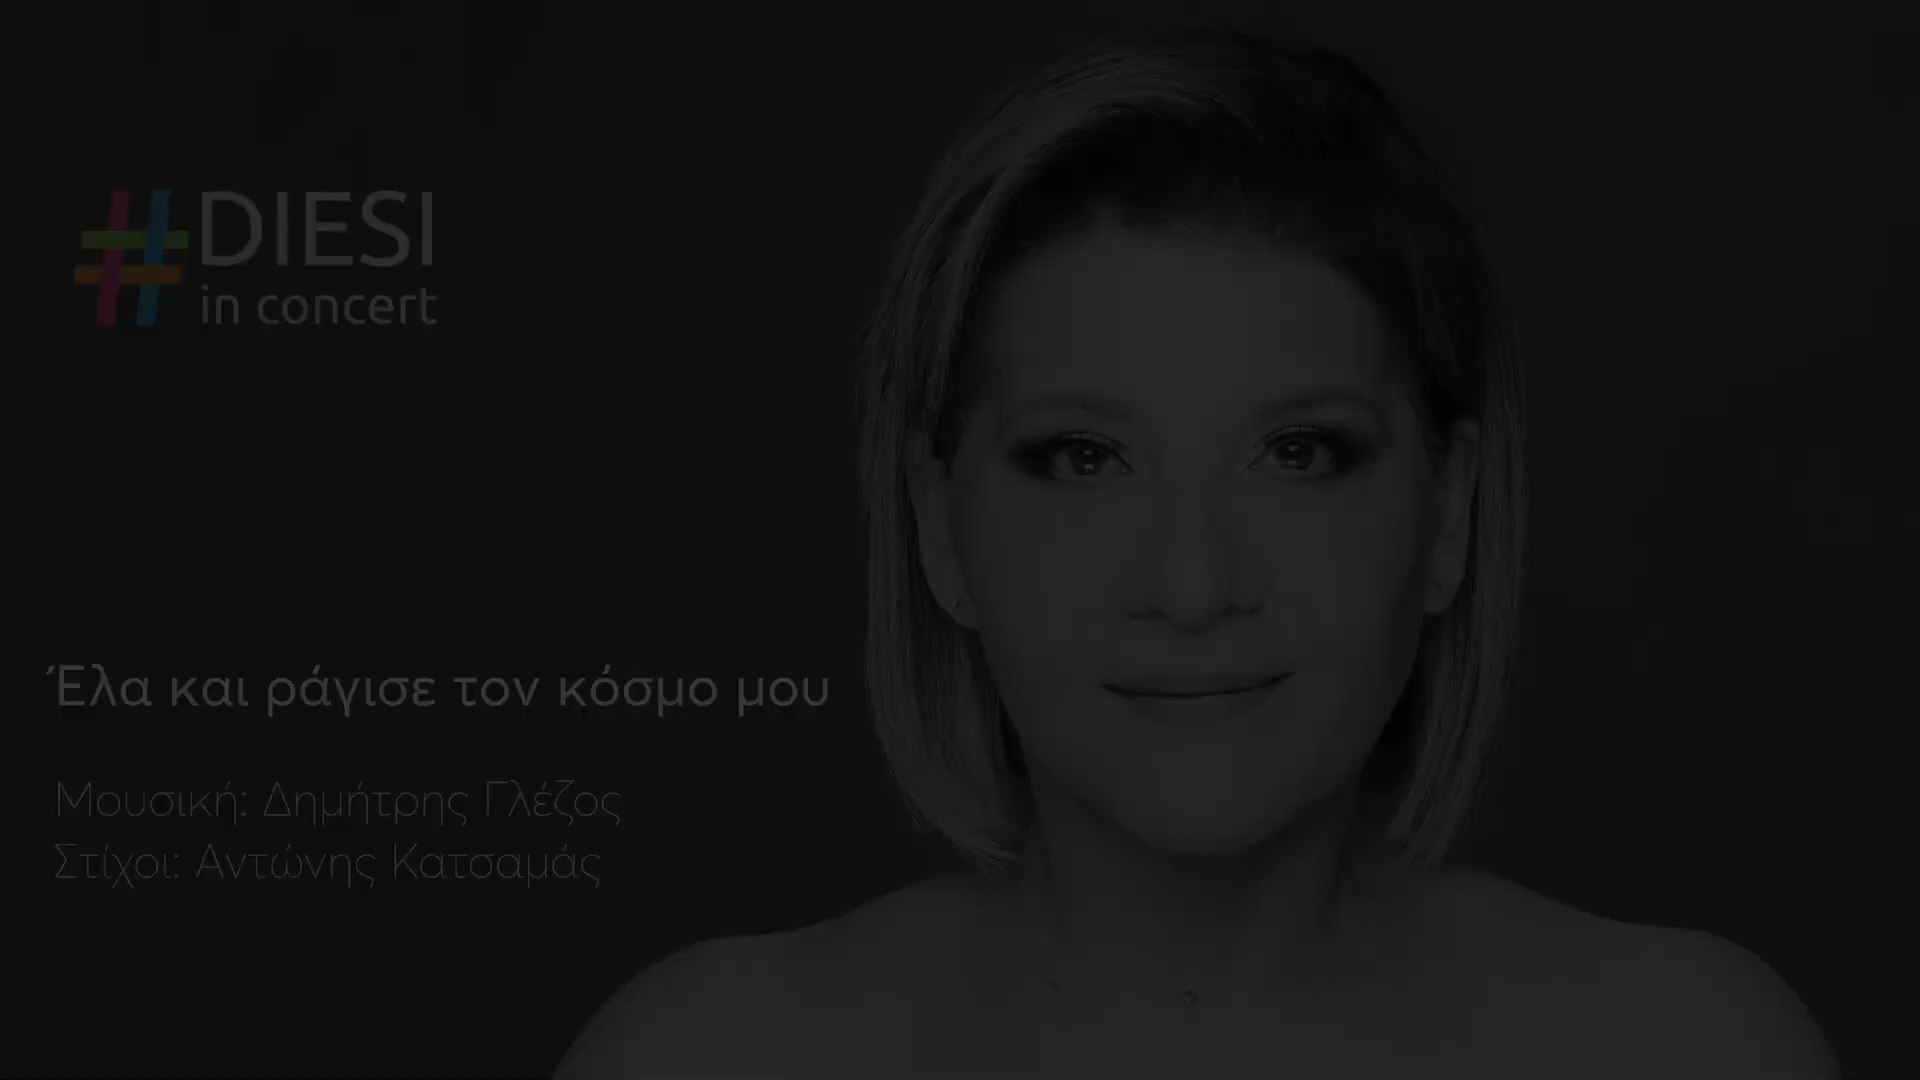 #DIESI
in concert
Έλα και ράγισε τον κόσμο μου
Μουσική: Δημήτρης Γλέζος
Στίχοι: Αντώνης Κατσαμάς